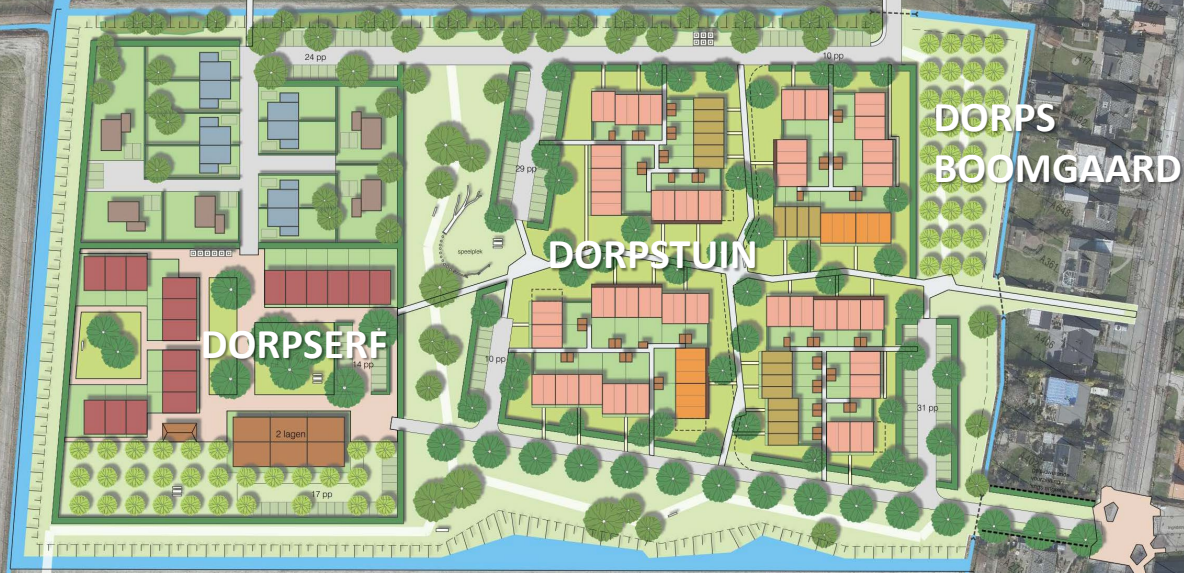 24 pp
10 pp
DORPS
BOOMGAARD
29 pp
speelplek
DORPSTUIN
DORPSERF
14 pp
10 pp
31 pp
2 lagen
17 pp